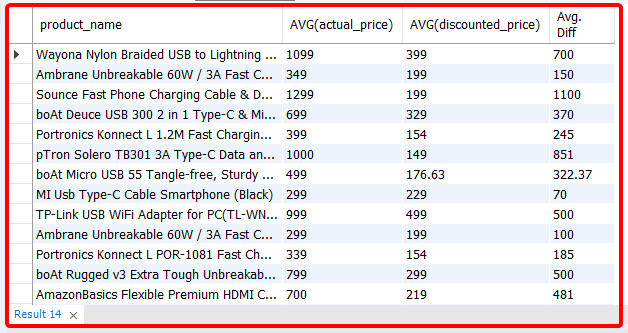 product_name AVG(actual_price) AVG(discounted_price) Avg. Diff
Wayona Nylon Braided USB to Lightning ... 1099 399 700
Ambrane Unbreakable 60W / 3A Fast C... 349 199 150
Sounce Fast Phone Charging Cable & D... 1299 199 1100
boAt Deuce USB 300 2 in 1 Type-C & Mi... 699 329 370
Portronics Konnect L 1.2M Fast Chargin... 399 154 245
pTron Solero TB301 3A Type-C Data an... 1000 149 851
boAt Micro USB 55 Tangle-free, Sturdy ... 499 176.63 322.37
MI Usb Type-C Cable Smartphone (Black) 299 229 70
TP-Link USB WiFi Adapter for PC(TL-WN... 999 499 500
Ambrane Unbreakable 60W / 3A Fast C... 299 199 100
Portronics Konnect L POR-1081 Fast Ch... 339 154 185
boAt Rugged v3 Extra Tough Unbreakab... 799 299 500
AmazonBasics Flexible Premium HDMI C... 700 219 481
Result 14